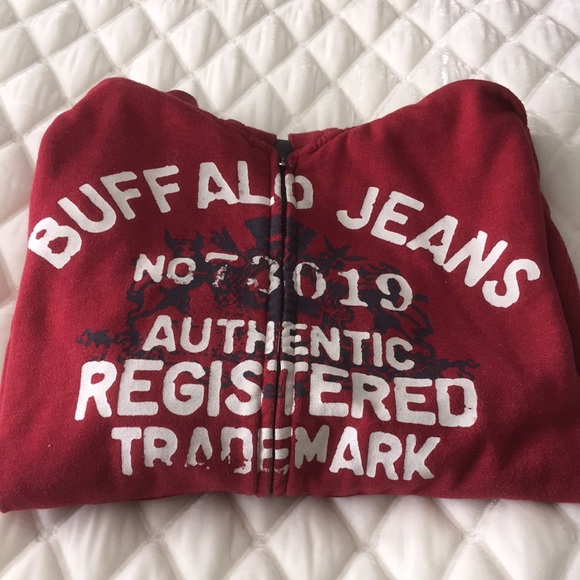 BUFFALO JEANS
NO 73019
AUTHENTIC
REGISTERED
TRADEMARK